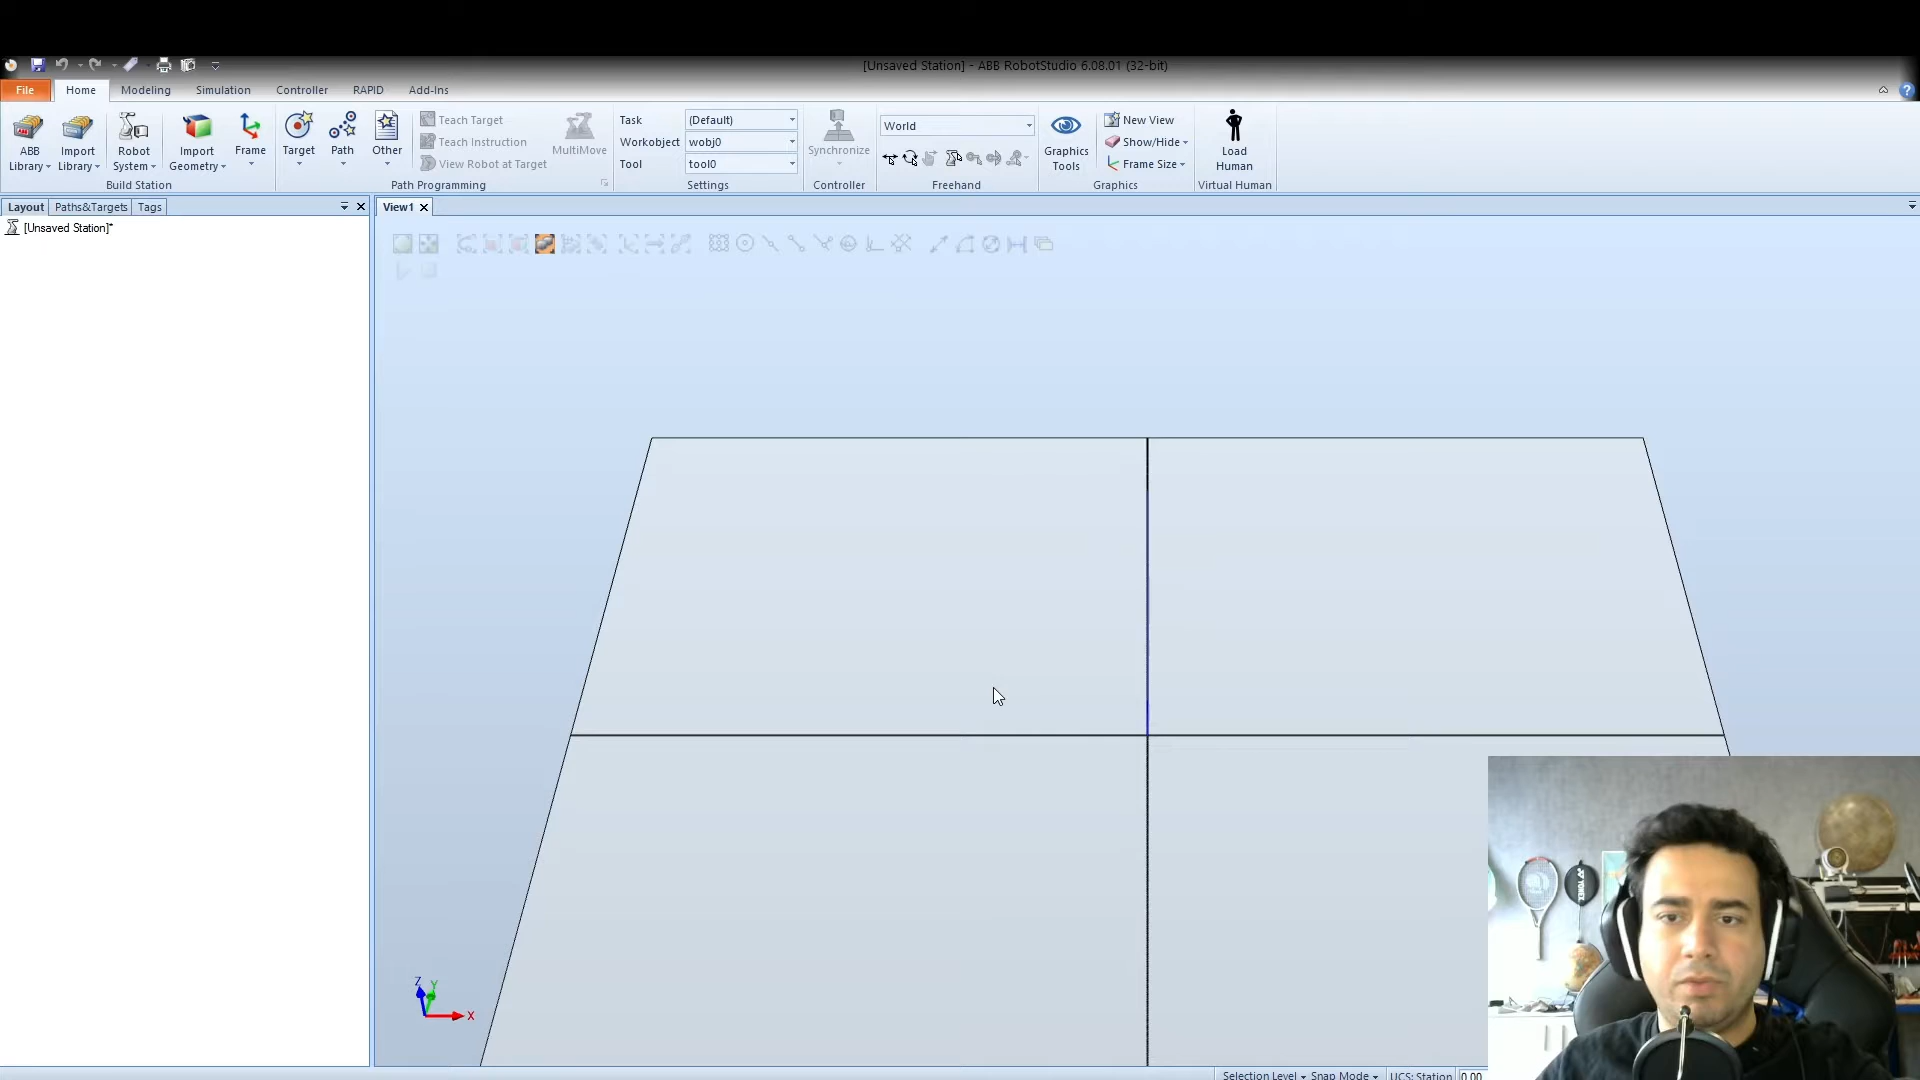 [Unsaved Station] - ABB RobotStudio 6.08.01 (32-bit)
File Home Modeling Simulation Controller RAPID Add-Ins
ABB Library
Import Library
Robot System
Import Geometry
Frame
Build Station
Target
Path
Other
Teach Target
Teach Instruction
View Robot at Target
MultiMove
Path Programming
Task (Default)
Workobject wobj0
Tool tool0
Settings
Synchronize
Controller
World
Freehand
Graphics Tools
New View
Show/Hide
Frame Size
Graphics
Load Human
Virtual Human
Layout Paths&Targets Tags
View1
[Unsaved Station]*
Z Y X
YONEX
Selection Level Snap Mode UCS: Station 0.00